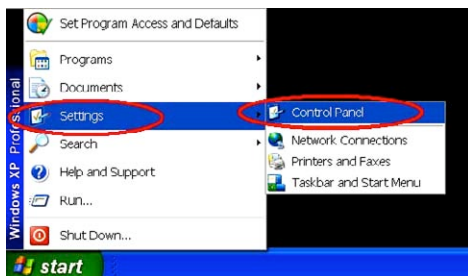 Set Program Access and Defaults
Programs
Documents
Settings
Search
Help and Support
Run...
Shut Down...
Windows XP Professional
Control Panel
Network Connections
Printers and Faxes
Taskbar and Start Menu
start